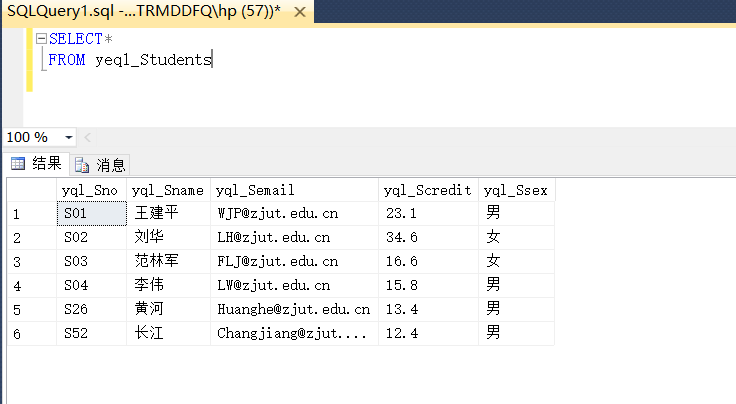 SQLQuery1.sql -...TRMDDFQ\hp (57))* ×
SELECT*
FROM yeql_Students
100 %
结果 消息
yql_Sno yql_Sname yql_Semail yql_Scredit yql_Ssex
1 S01 王建平 WJP@zjut.edu.cn 23.1 男
2 S02 刘华 LH@zjut.edu.cn 34.6 女
3 S03 范林军 FLJ@zjut.edu.cn 16.6 女
4 S04 李伟 LW@zjut.edu.cn 15.8 男
5 S26 黄河 Huanghe@zjut.edu.cn 13.4 男
6 S52 长江 Changjiang@zjut.... 12.4 男